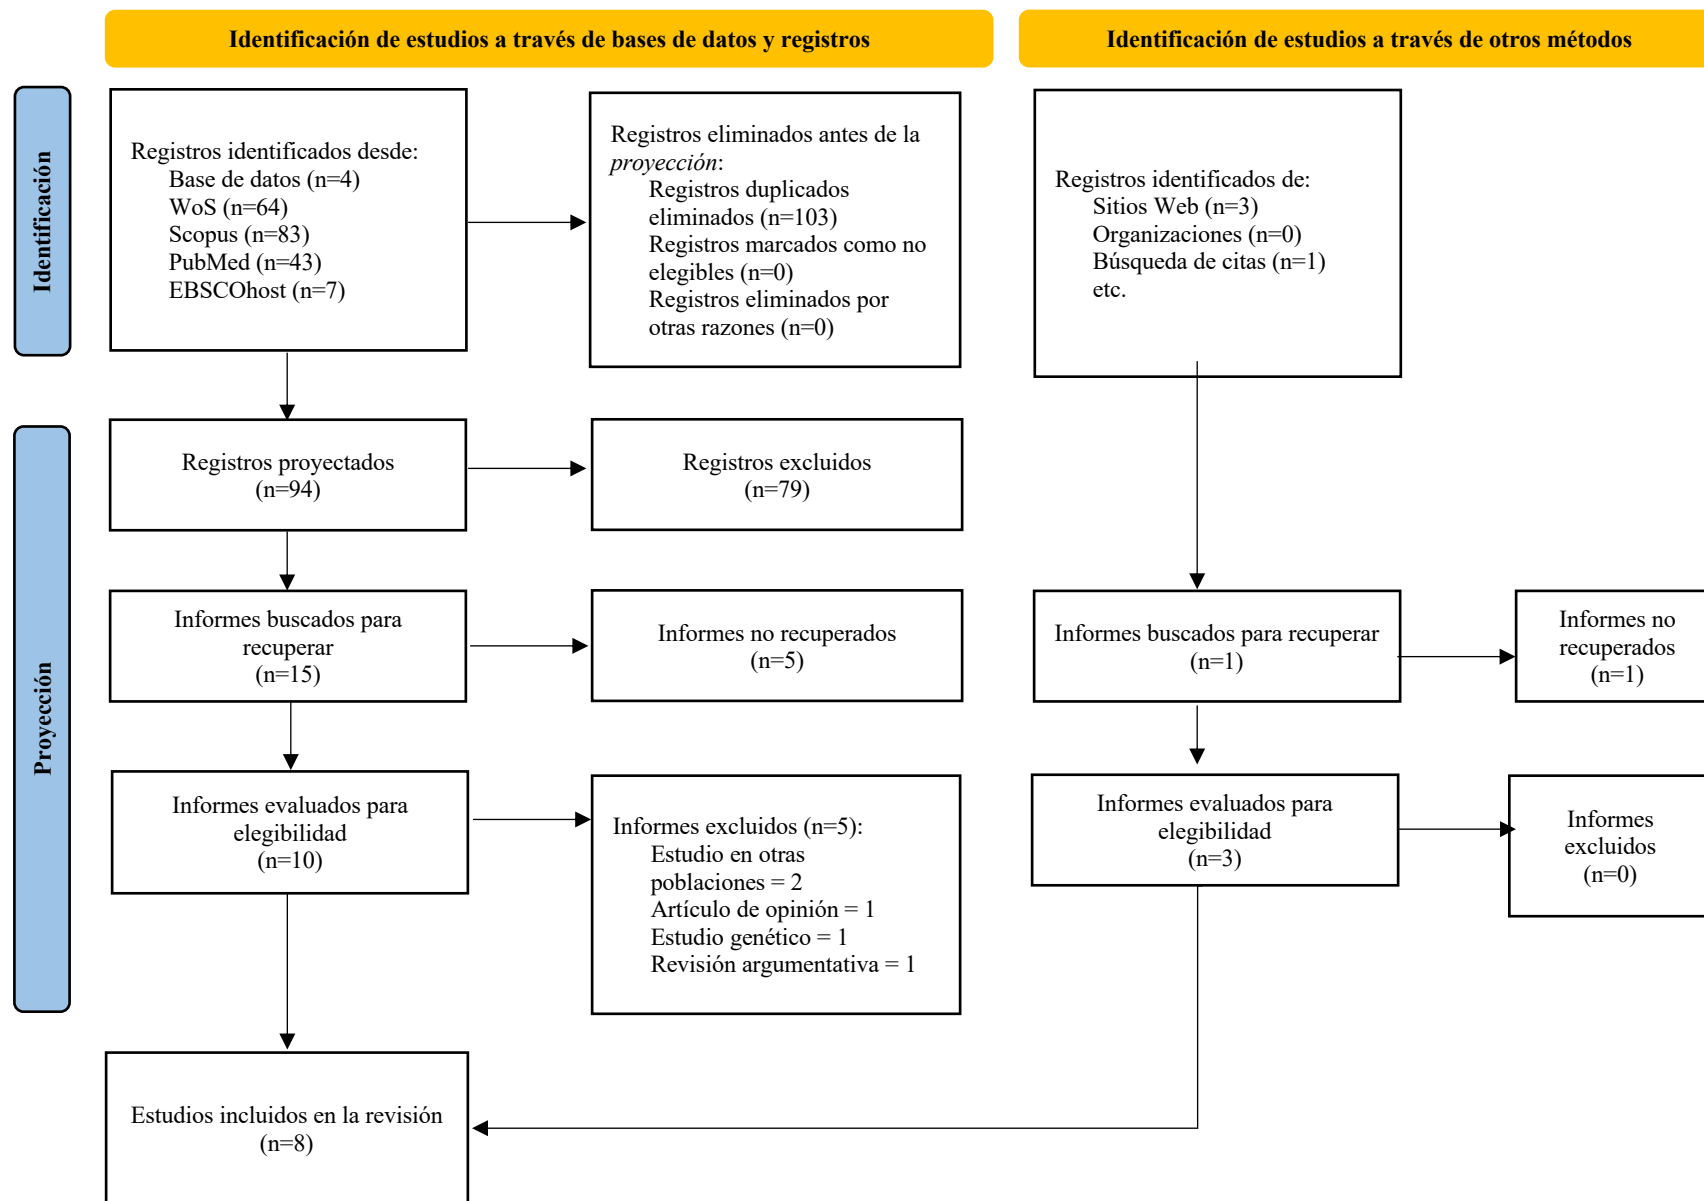 Identificación de estudios a través de bases de datos y registros
Identificación de estudios a través de otros métodos
Identificación
Registros identificados desde:
Base de datos (n=4)
WoS (n=64)
Scopus (n=83)
PubMed (n=43)
EBSCOhost (n=7)
Registros eliminados antes de la
proyección:
Registros duplicados
eliminados (n=103)
Registros marcados como no
elegibles (n=0)
Registros eliminados por
otras razones (n=0)
Registros identificados de:
Sitios Web (n=3)
Organizaciones (n=0)
Búsqueda de citas (n=1)
etc.
Proyección
Registros proyectados
(n=94)
Registros excluidos
(n=79)
Informes buscados para
recuperar
(n=15)
Informes no recuperados
(n=5)
Informes buscados para recuperar
(n=1)
Informes no
recuperados
(n=1)
Informes evaluados para
elegibilidad
(n=10)
Informes excluidos (n=5):
Estudio en otras
poblaciones = 2
Artículo de opinión = 1
Estudio genético = 1
Revisión argumentativa = 1
Informes evaluados para
elegibilidad
(n=3)
Informes
excluidos
(n=0)
Estudios incluidos en la revisión
(n=8)